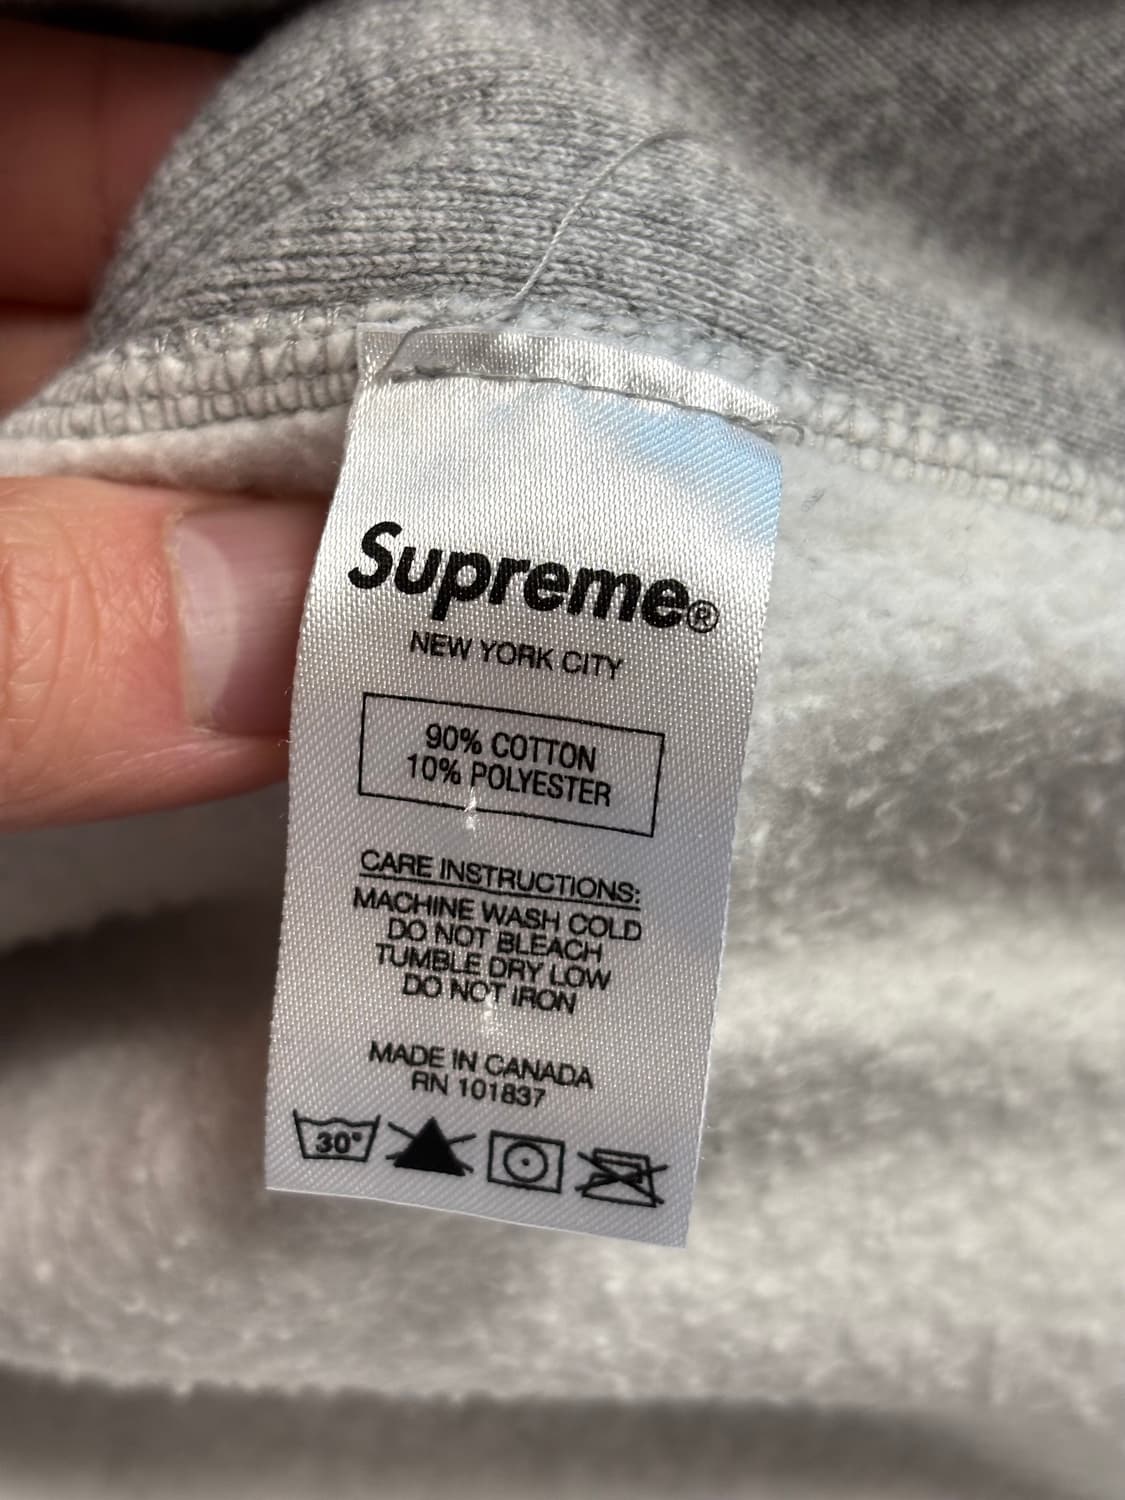 Supreme®
NEW YORK CITY
90% COTTON
10% POLYESTER
CARE INSTRUCTIONS:
MACHINE WASH COLD
DO NOT BLEACH
TUMBLE DRY LOW
DO NOT IRON
MADE IN CANADA
RN 101837
30°